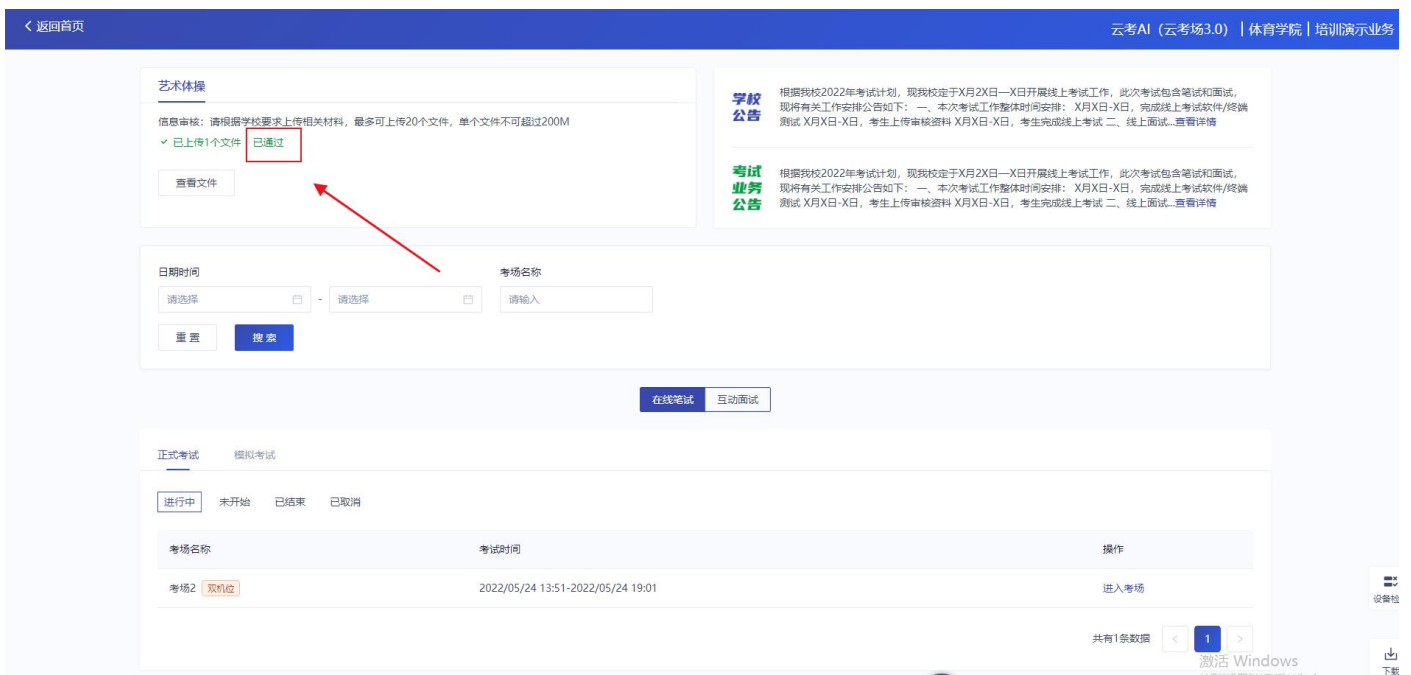 返回首页
云考AI（云考场3.0）｜体育学院｜培训演示业务
艺术体操
信息审核：请根据学校要求上传相关材料，最多可上传20个文件，单个文件不可超过200M
已上传1个文件 已通过
查看文件
学校
公告
根据我校2022年考试计划，现我校定于X月2X日—X日开展线上考试工作，此次考试包含笔试和面试，
现将有关工作安排公告如下： 一、本次考试工作整体时间安排： X月X日-X日，完成线上考试软件/终端
测试 X月X日-X日，考生上传审核资料 X月X日-X日，考生完成线上考试 二、线上面试...查看详情
考试
业务
公告
根据我校2022年考试计划，现我校定于X月2X日—X日开展线上考试工作，此次考试包含笔试和面试，
现将有关工作安排公告如下： 一、本次考试工作整体时间安排： X月X日-X日，完成线上考试软件/终端
测试 X月X日-X日，考生上传审核资料 X月X日-X日，考生完成线上考试 二、线上面试...查看详情
日期时间 考场名称
请选择 - 请选择 请输入
重置 搜索
在线笔试 互动面试
正式考试 模拟考试
进行中 未开始 已结束 已取消
考场名称 考试时间 操作
考场2 双机位 2022/05/24 13:51-2022/05/24 19:01 进入考场
设备检
共有1条数据 < 1 >
激活 Windows
下载